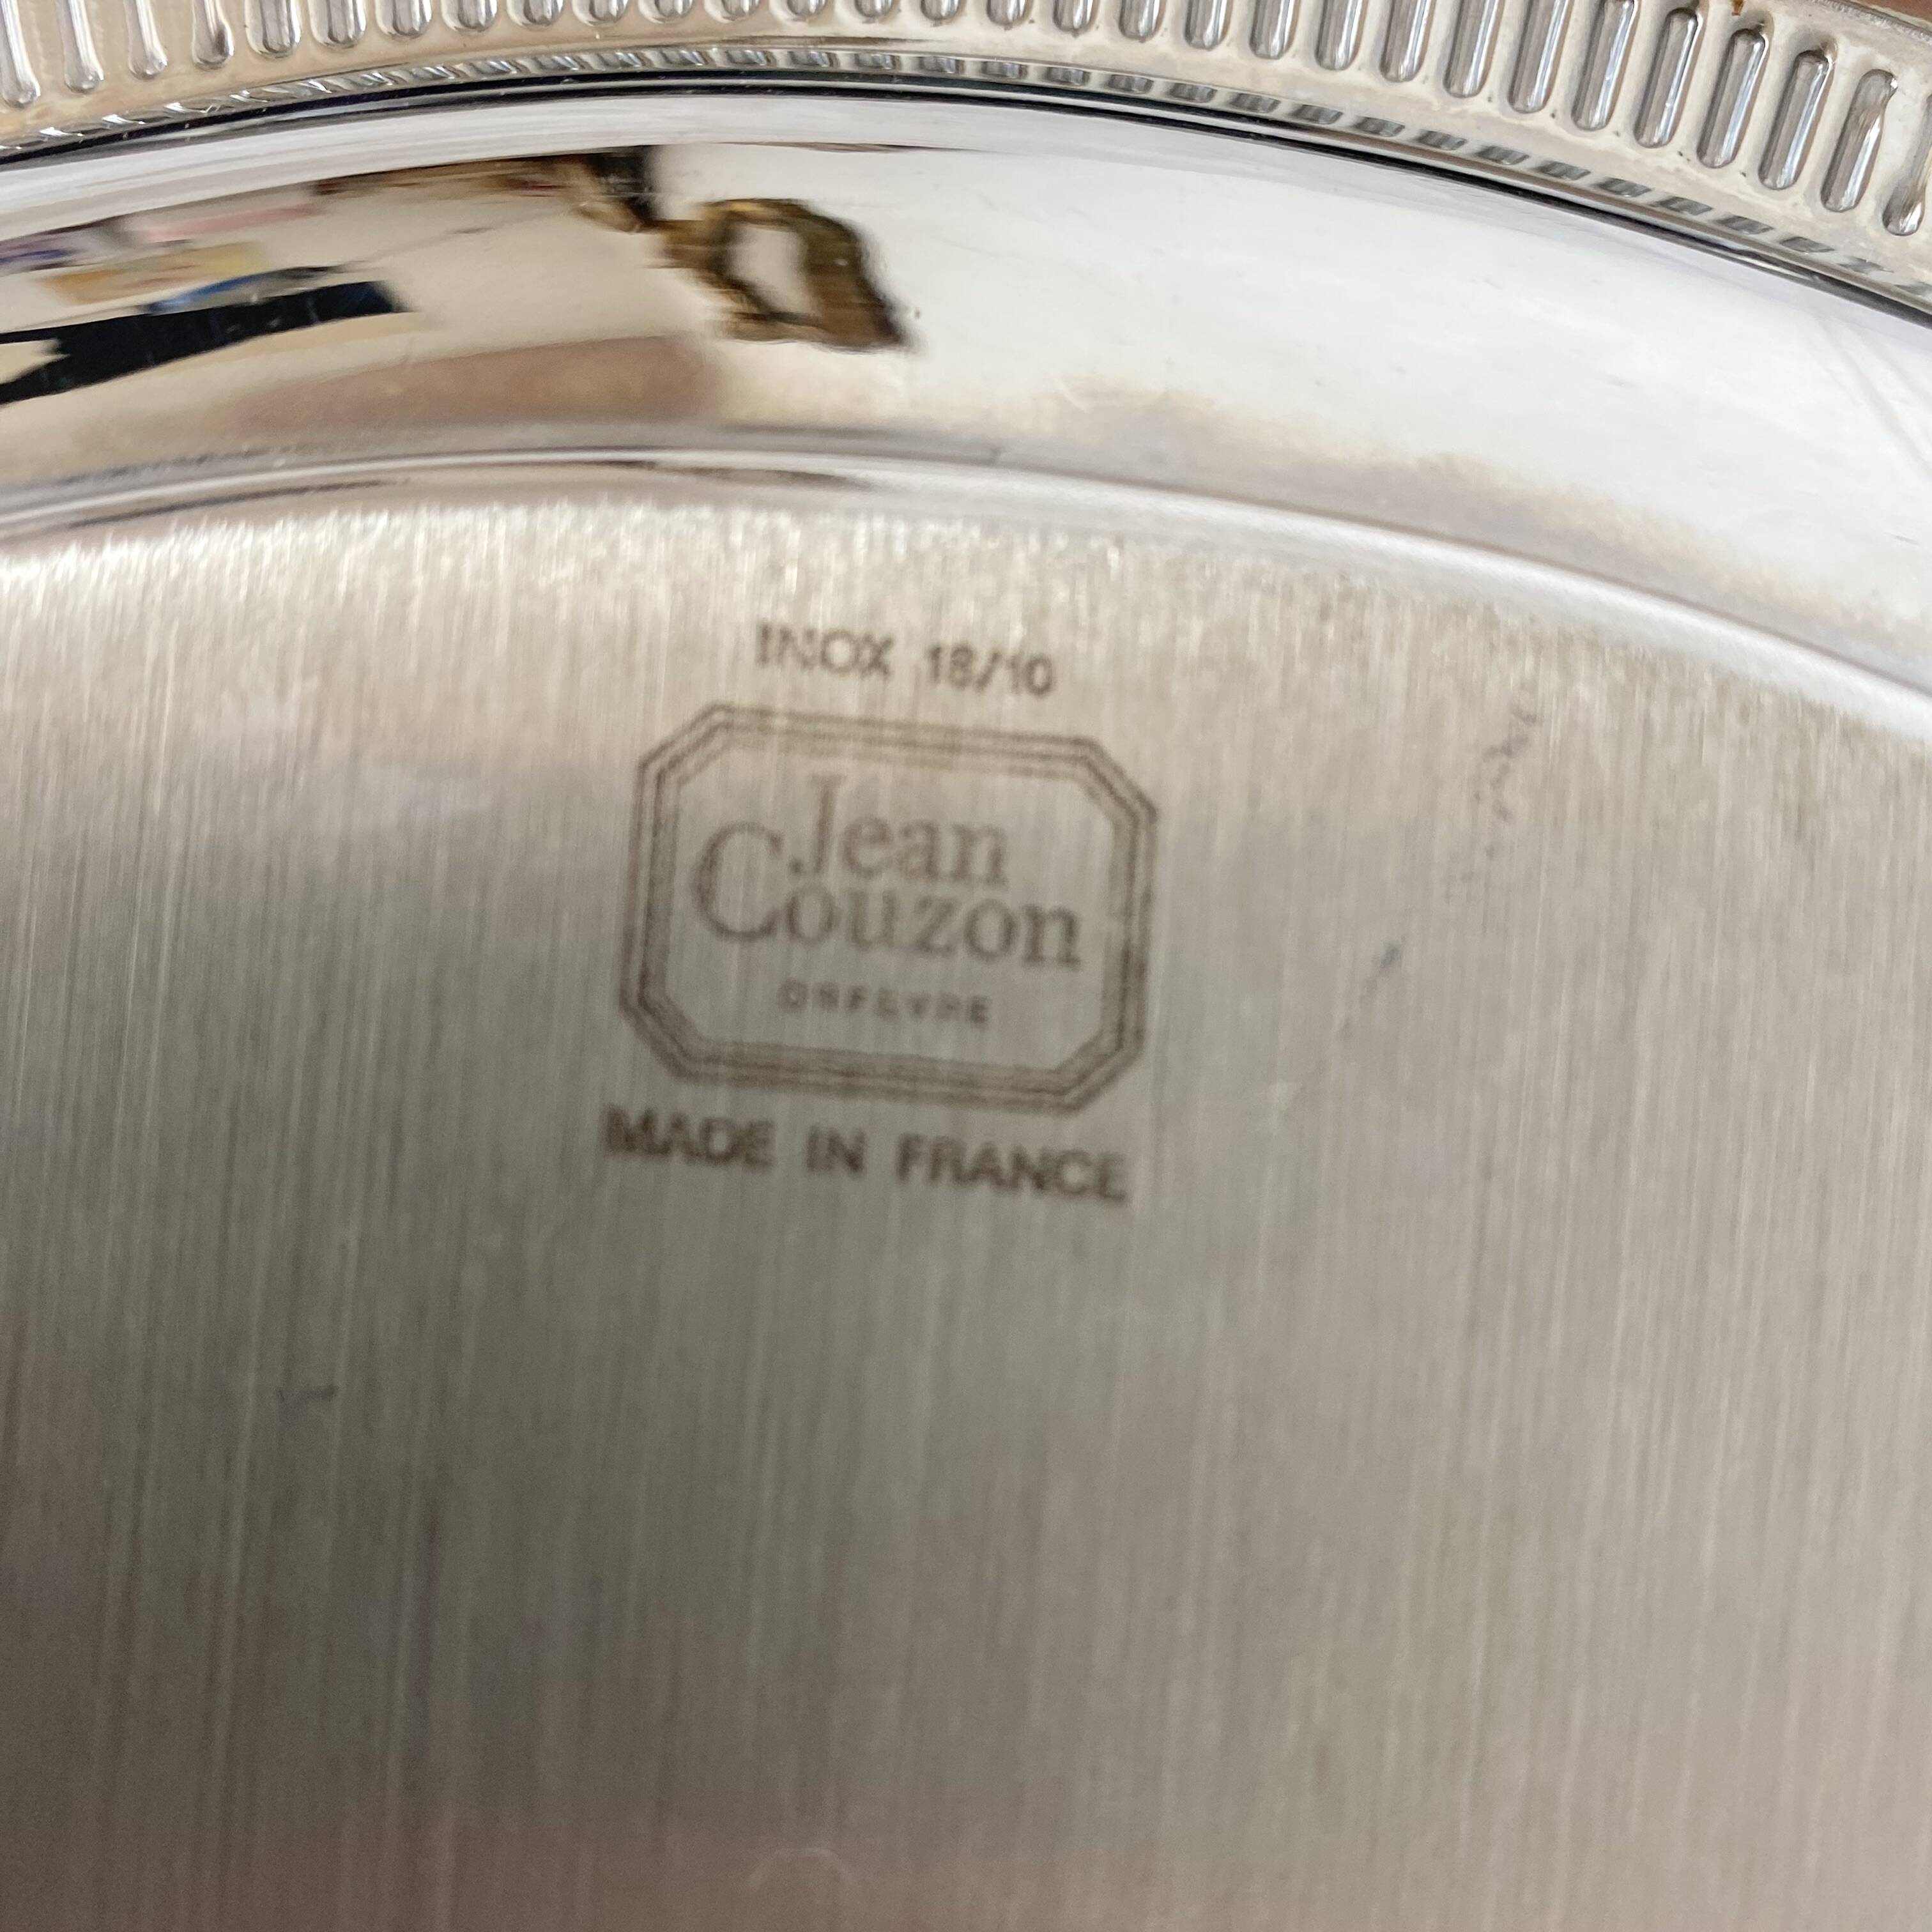 INOX 18/10
Jean
Couzon
ORFEVRE
MADE IN FRANCE